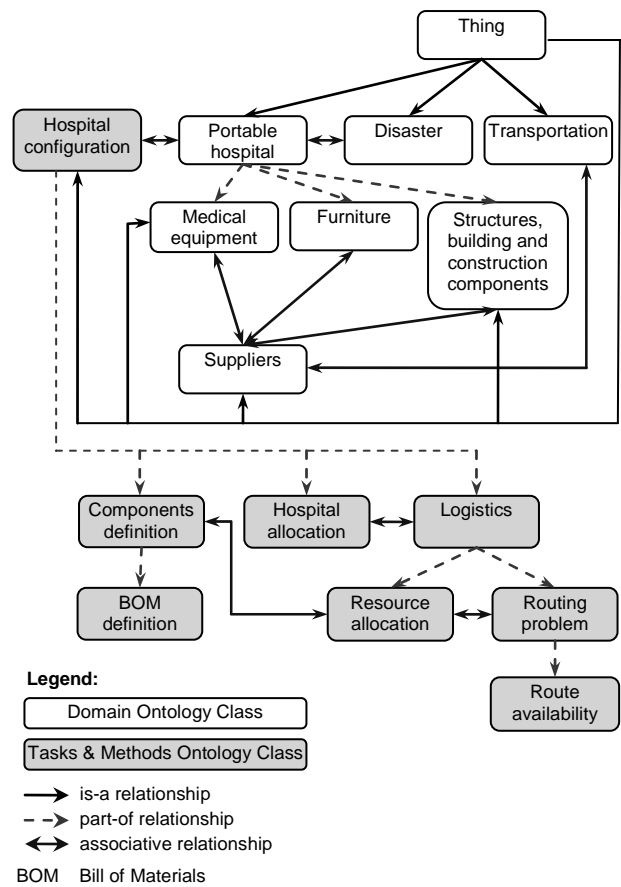 Thing
Hospital
configuration
Portable
hospital
Disaster
Transportation
Medical
equipment
Furniture
Structures,
building and
construction
components
Suppliers
Components
definition
Hospital
allocation
Logistics
BOM
definition
Resource
allocation
Routing
problem
Route
availability
Legend:
Domain Ontology Class
Tasks & Methods Ontology Class
is-a relationship
part-of relationship
associative relationship
BOM Bill of Materials